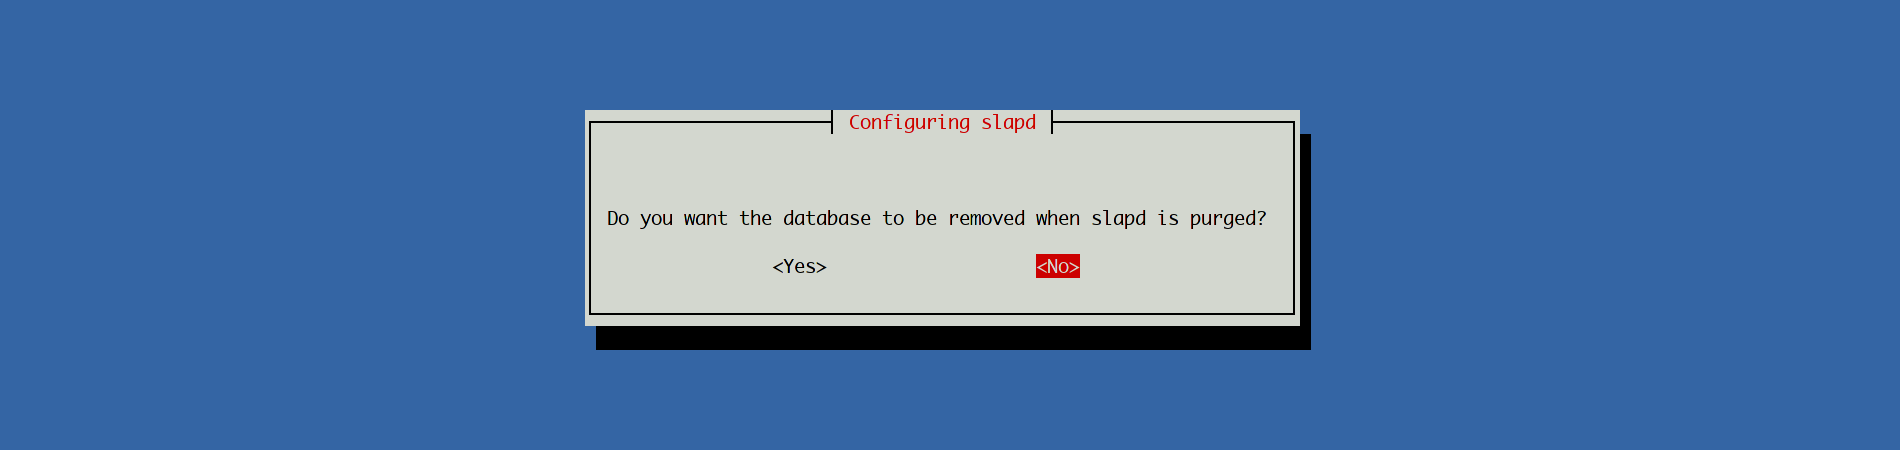 Configuring slapd
Do you want the database to be removed when slapd is purged?
<Yes> <No>